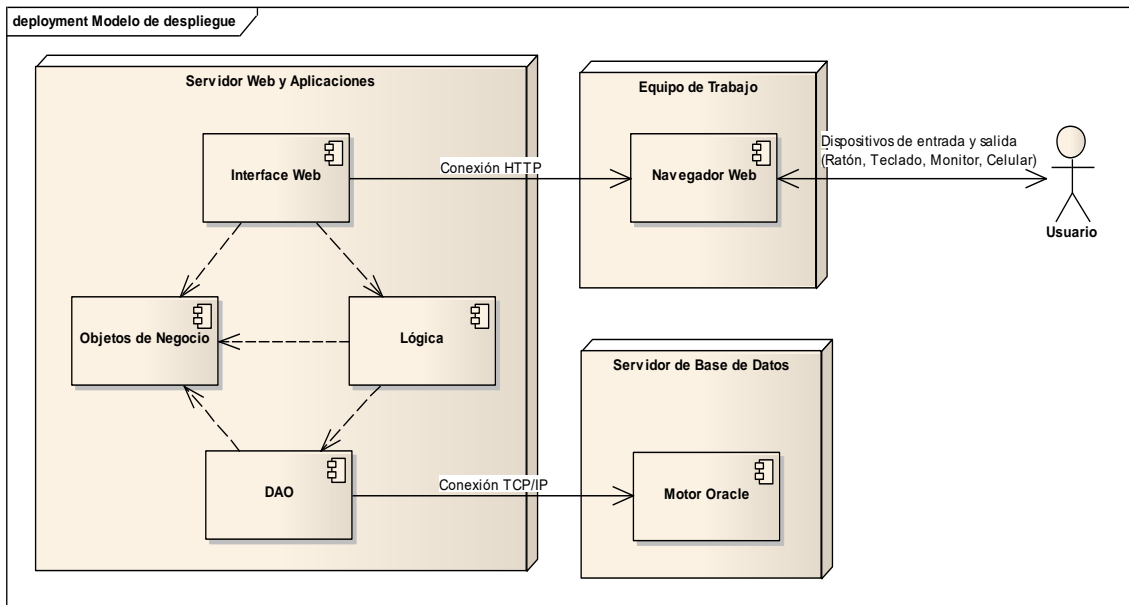 deployment Modelo de despliegue
Servidor Web y Aplicaciones
Equipo de Trabajo
Interface Web
Conexión HTTP
Navegador Web
Dispositivos de entrada y salida
(Ratón, Teclado, Monitor, Celular)
Usuario
Objetos de Negocio
Lógica
Servidor de Base de Datos
DAO
Conexión TCP/IP
Motor Oracle